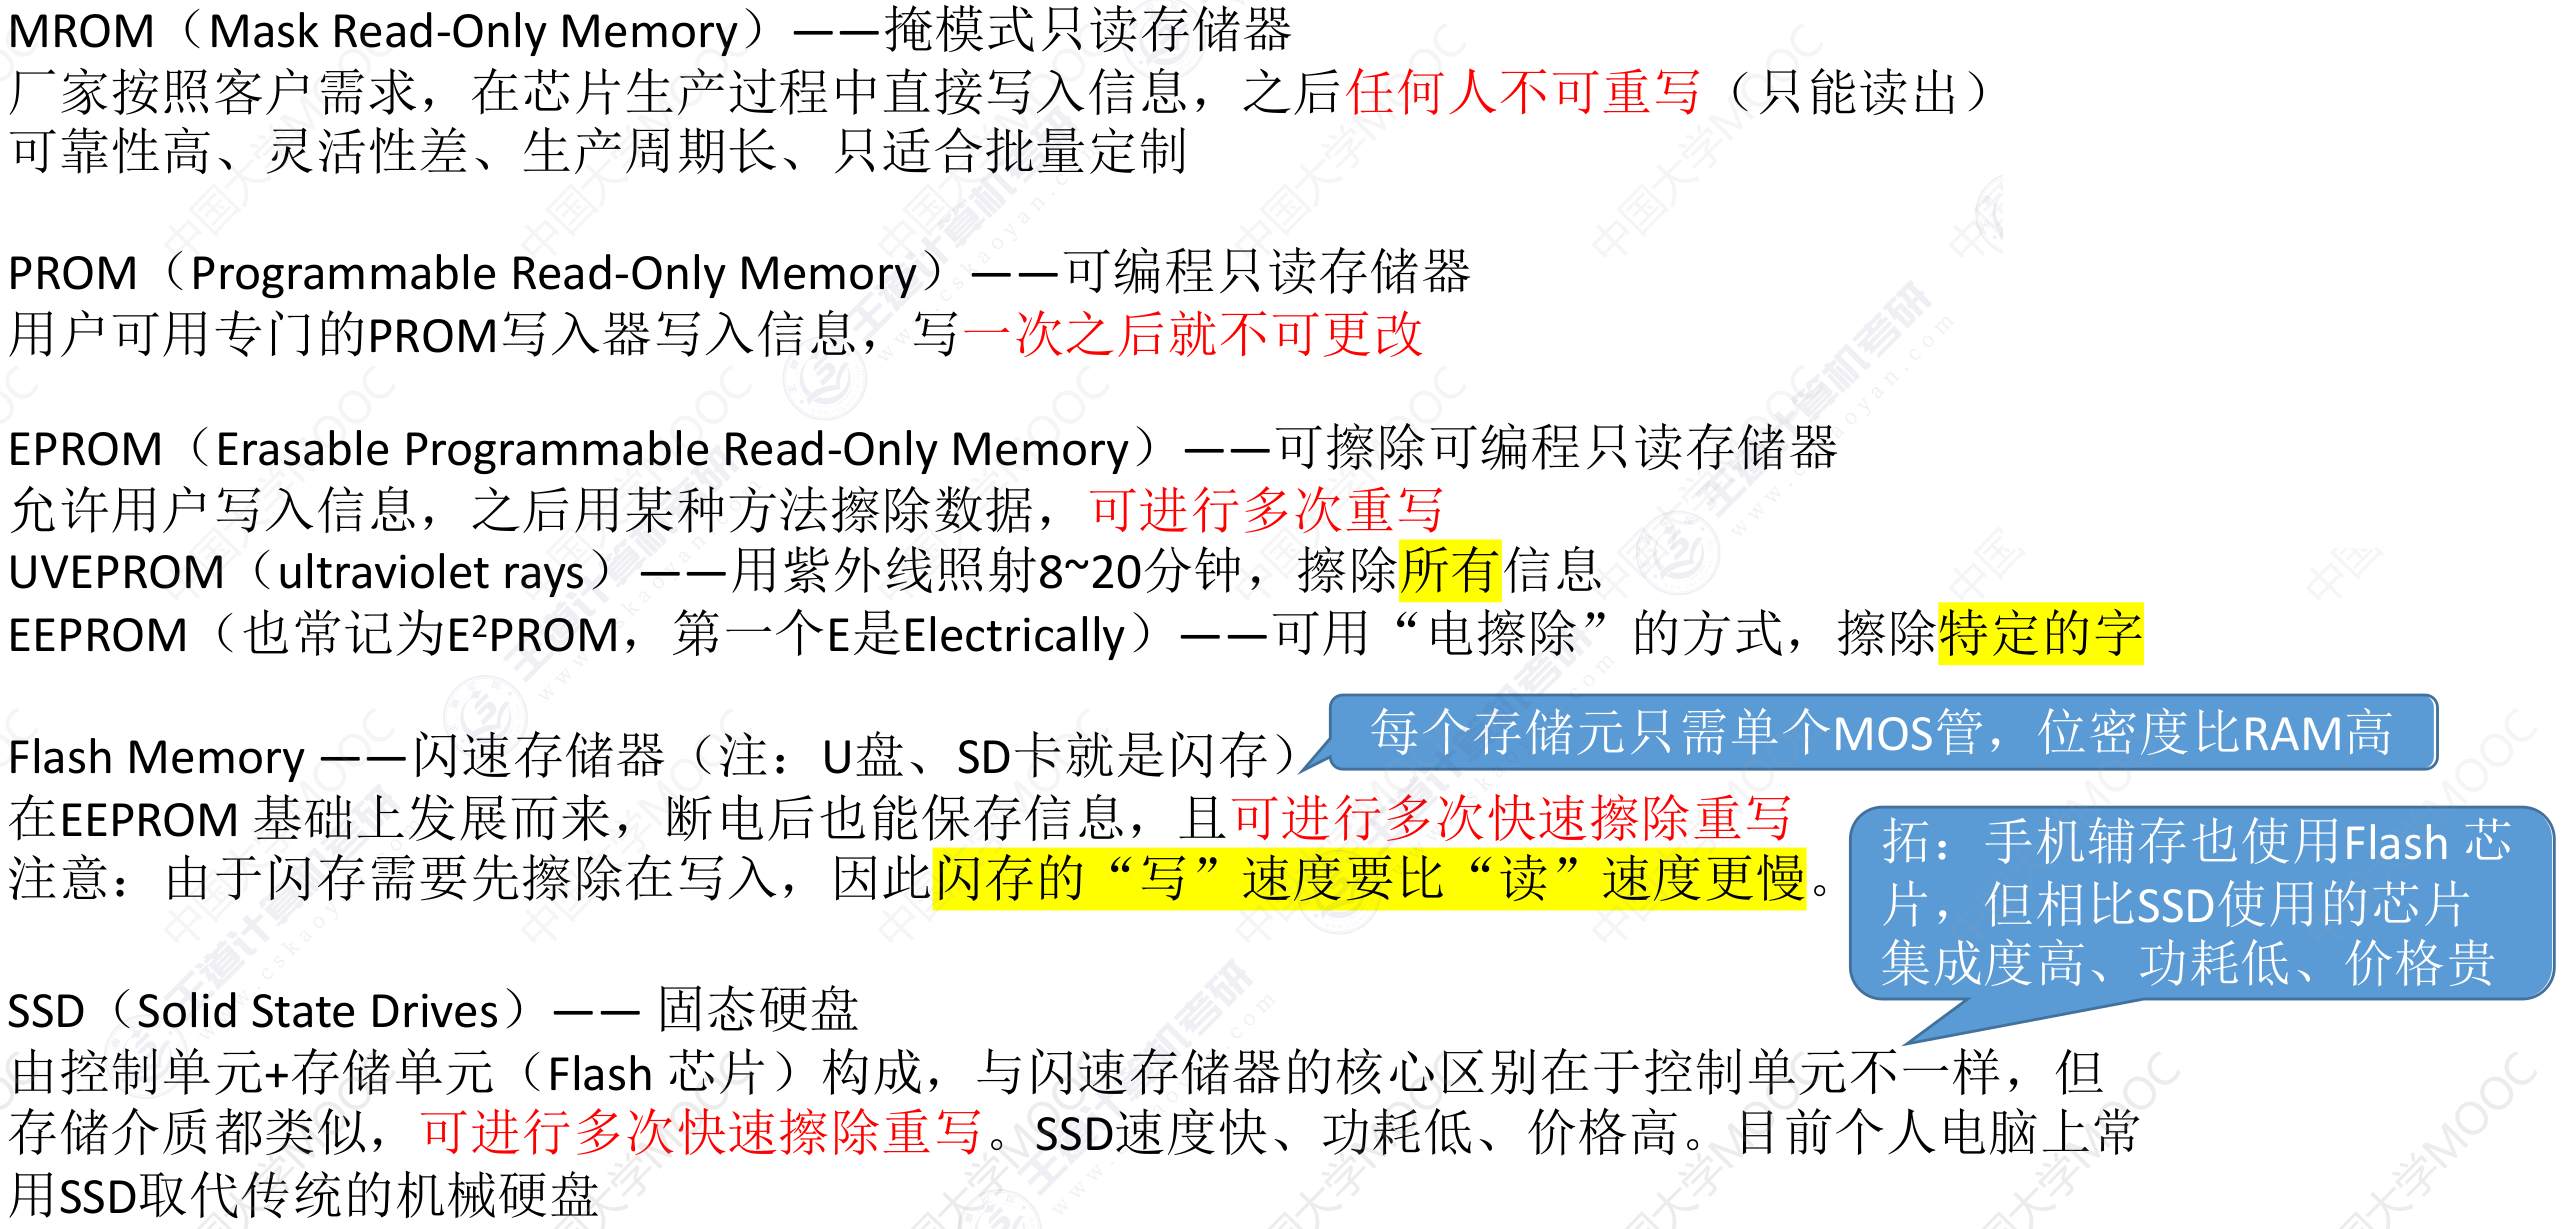 MROM（Mask Read-Only Memory）——掩模式只读存储器
厂家按照客户需求，在芯片生产过程中直接写入信息，之后任何人不可重写（只能读出）
可靠性高、灵活性差、生产周期长、只适合批量定制
PROM（Programmable Read-Only Memory）——可编程只读存储器
用户可用专门的PROM写入器写入信息，写一次之后就不可更改
EPROM（Erasable Programmable Read-Only Memory）——可擦除可编程只读存储器
允许用户写入信息，之后用某种方法擦除数据，可进行多次重写
UVEPROM（ultraviolet rays）——用紫外线照射8~20分钟，擦除所有信息
EEPROM（也常记为E²PROM，第一个E是Electrically）——可用“电擦除”的方式，擦除特定的字
Flash Memory ——闪速存储器（注：U盘、SD卡就是闪存）
每个存储元只需单个MOS管，位密度比RAM高
在EEPROM 基础上发展而来，断电后也能保存信息，且可进行多次快速擦除重写
注意：由于闪存需要先擦除在写入，因此闪存的“写”速度要比“读”速度更慢。
拓：手机辅存也使用Flash 芯
片，但相比SSD使用的芯片
集成度高、功耗低、价格贵
SSD（Solid State Drives）—— 固态硬盘
由控制单元+存储单元（Flash 芯片）构成，与闪速存储器的核心区别在于控制单元不一样，但
存储介质都类似，可进行多次快速擦除重写。SSD速度快、功耗低、价格高。目前个人电脑上常
用SSD取代传统的机械硬盘
中国大学MOOC
王道计算机考研
www.cskaoyan.com